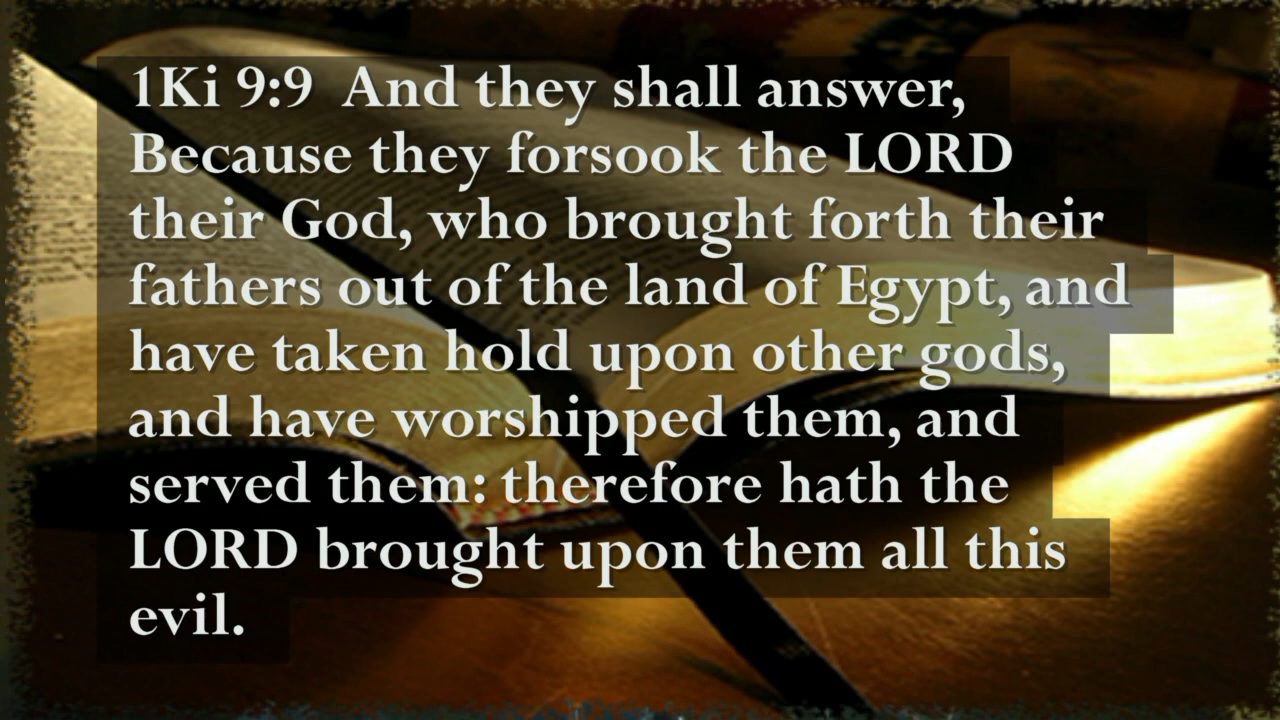 1Ki 9:9  And they shall answer,
Because they forsook the LORD
their God, who brought forth their
fathers out of the land of Egypt, and
have taken hold upon other gods,
and have worshipped them, and
served them: therefore hath the
LORD brought upon them all this
evil.